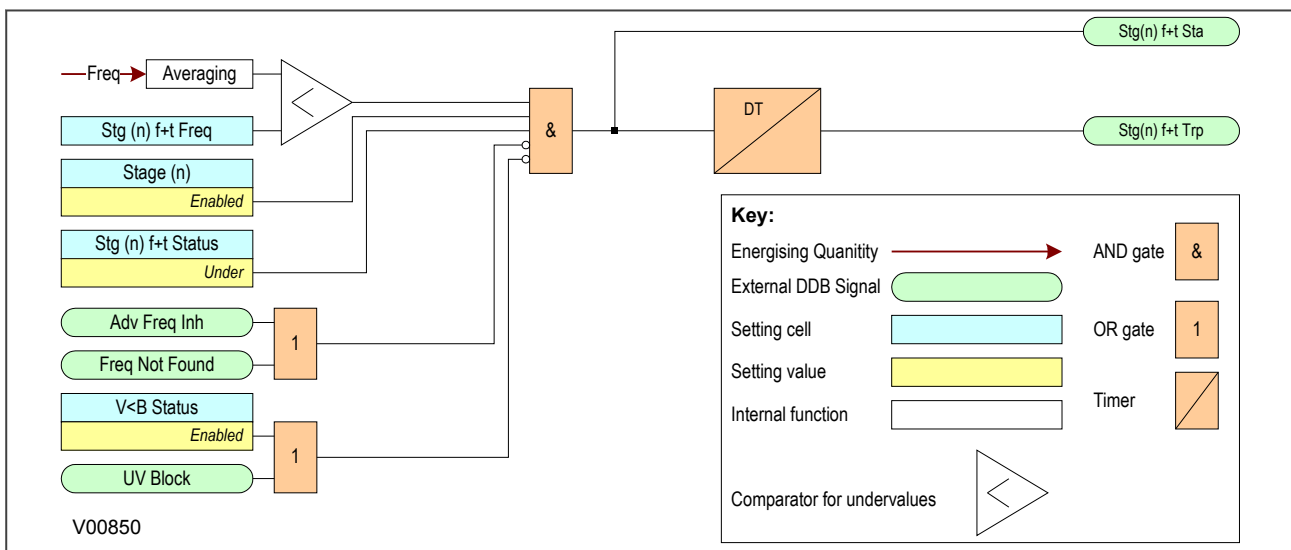 Stg(n) f+t Sta
Freq
Averaging
DT
Stg (n) f+t Freq
&
Stg(n) f+t Trp
Stage (n)
Enabled
Stg (n) f+t Status
Under
Adv Freq Inh
1
Freq Not Found
V<B Status
Enabled
1
UV Block
V00850
Key:
Energising Quanitity
AND gate
&
External DDB Signal
Setting cell
OR gate
1
Setting value
Timer
Internal function
Comparator for undervalues